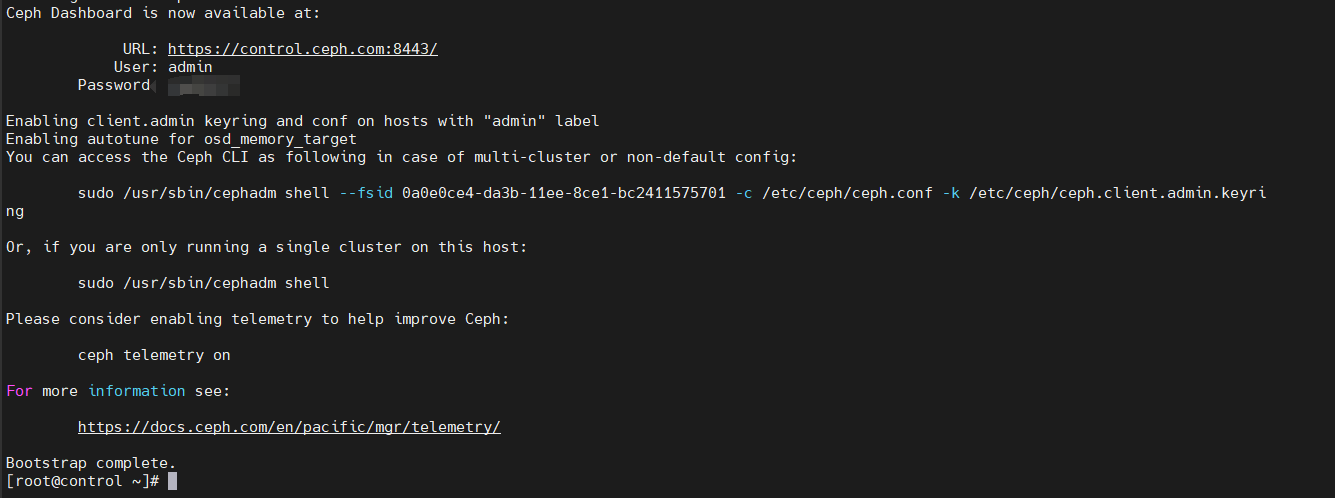 Ceph Dashboard is now available at:
URL: https://control.ceph.com:8443/
User: admin
Password
Enabling client.admin keyring and conf on hosts with "admin" label
Enabling autotune for osd_memory_target
You can access the Ceph CLI as following in case of multi-cluster or non-default config:
sudo /usr/sbin/cephadm shell --fsid 0a0e0ce4-da3b-11ee-8ce1-bc2411575701 -c /etc/ceph/ceph.conf -k /etc/ceph/ceph.client.admin.keyri
ng
Or, if you are only running a single cluster on this host:
sudo /usr/sbin/cephadm shell
Please consider enabling telemetry to help improve Ceph:
ceph telemetry on
For more information see:
https://docs.ceph.com/en/pacific/mgr/telemetry/
Bootstrap complete.
[root@control ~]#